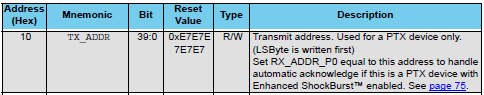 Address (Hex) Mnemonic Bit Reset Value Type Description
10 TX_ADDR 39:0 0xE7E7E R/W Transmit address. Used for a PTX device only.
7E7E7 (LSByte is written first)
Set RX_ADDR_P0 equal to this address to handle
automatic acknowledge if this is a PTX device with
Enhanced ShockBurst™ enabled. See page 75.